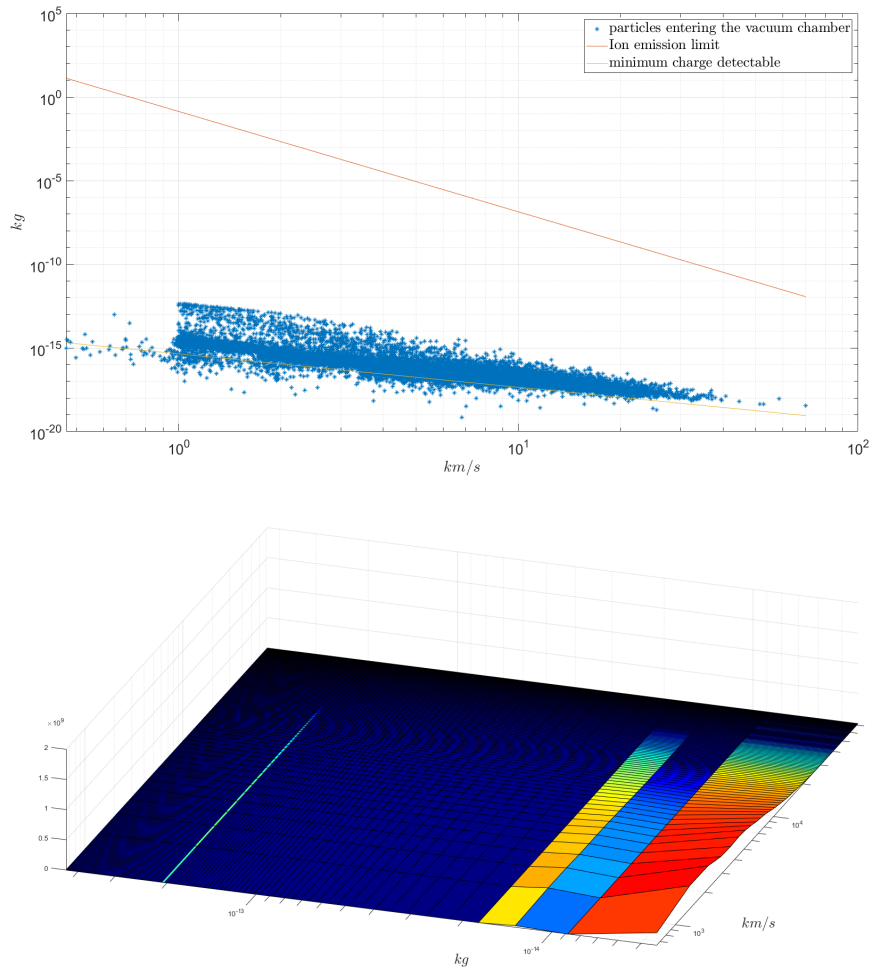 10^5
particles entering the vacuum chamber
Ion emission limit
minimum charge detectable
10^0
kg
10^-5
10^-10
10^-15
10^-20
10^0
10^1
10^2
km/s
×10^9
2
1.5
1
0.5
0
10^4
10^-13
km/s
10^3
10^-14
kg